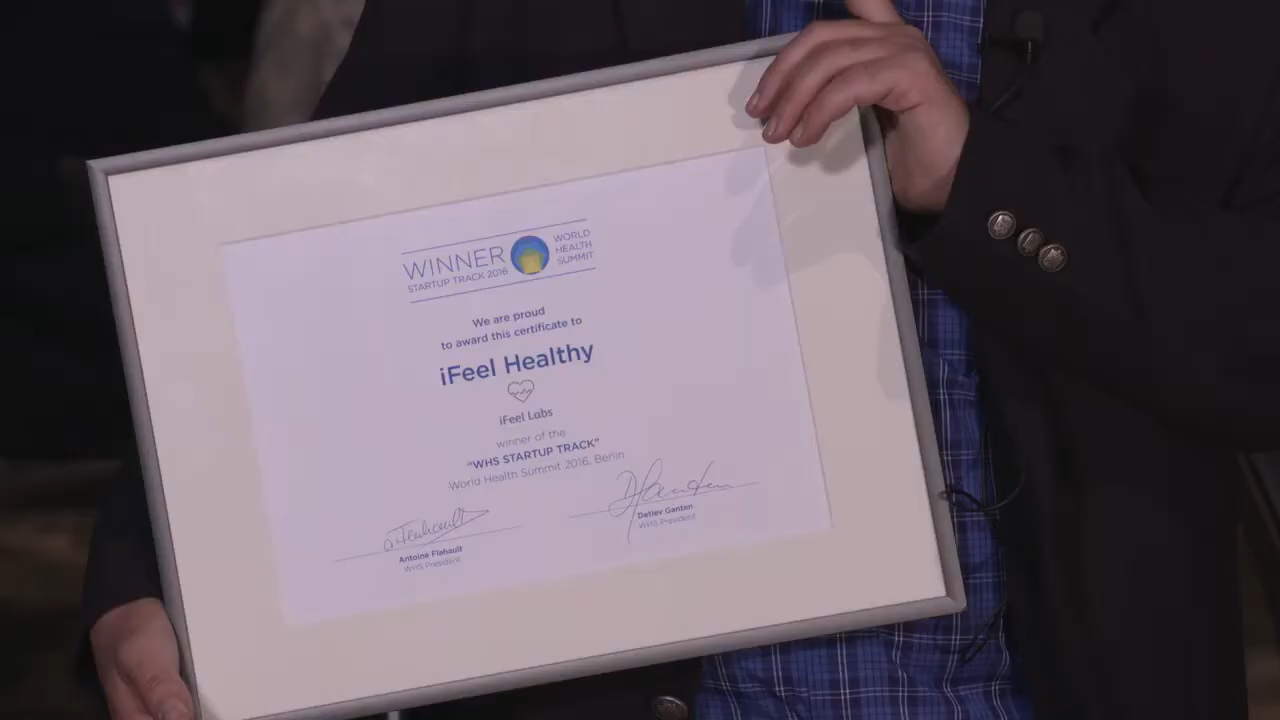 WINNER
STARTUP TRACK 2016
WORLD
HEALTH
SUMMIT
We are proud
to award this certificate to
iFeel Healthy
iFeel Labs
winner of the
"WHS STARTUP TRACK"
World Health Summit 2016, Berlin
Antoine Flahault
WHS President
Detlev Ganten
WHS President